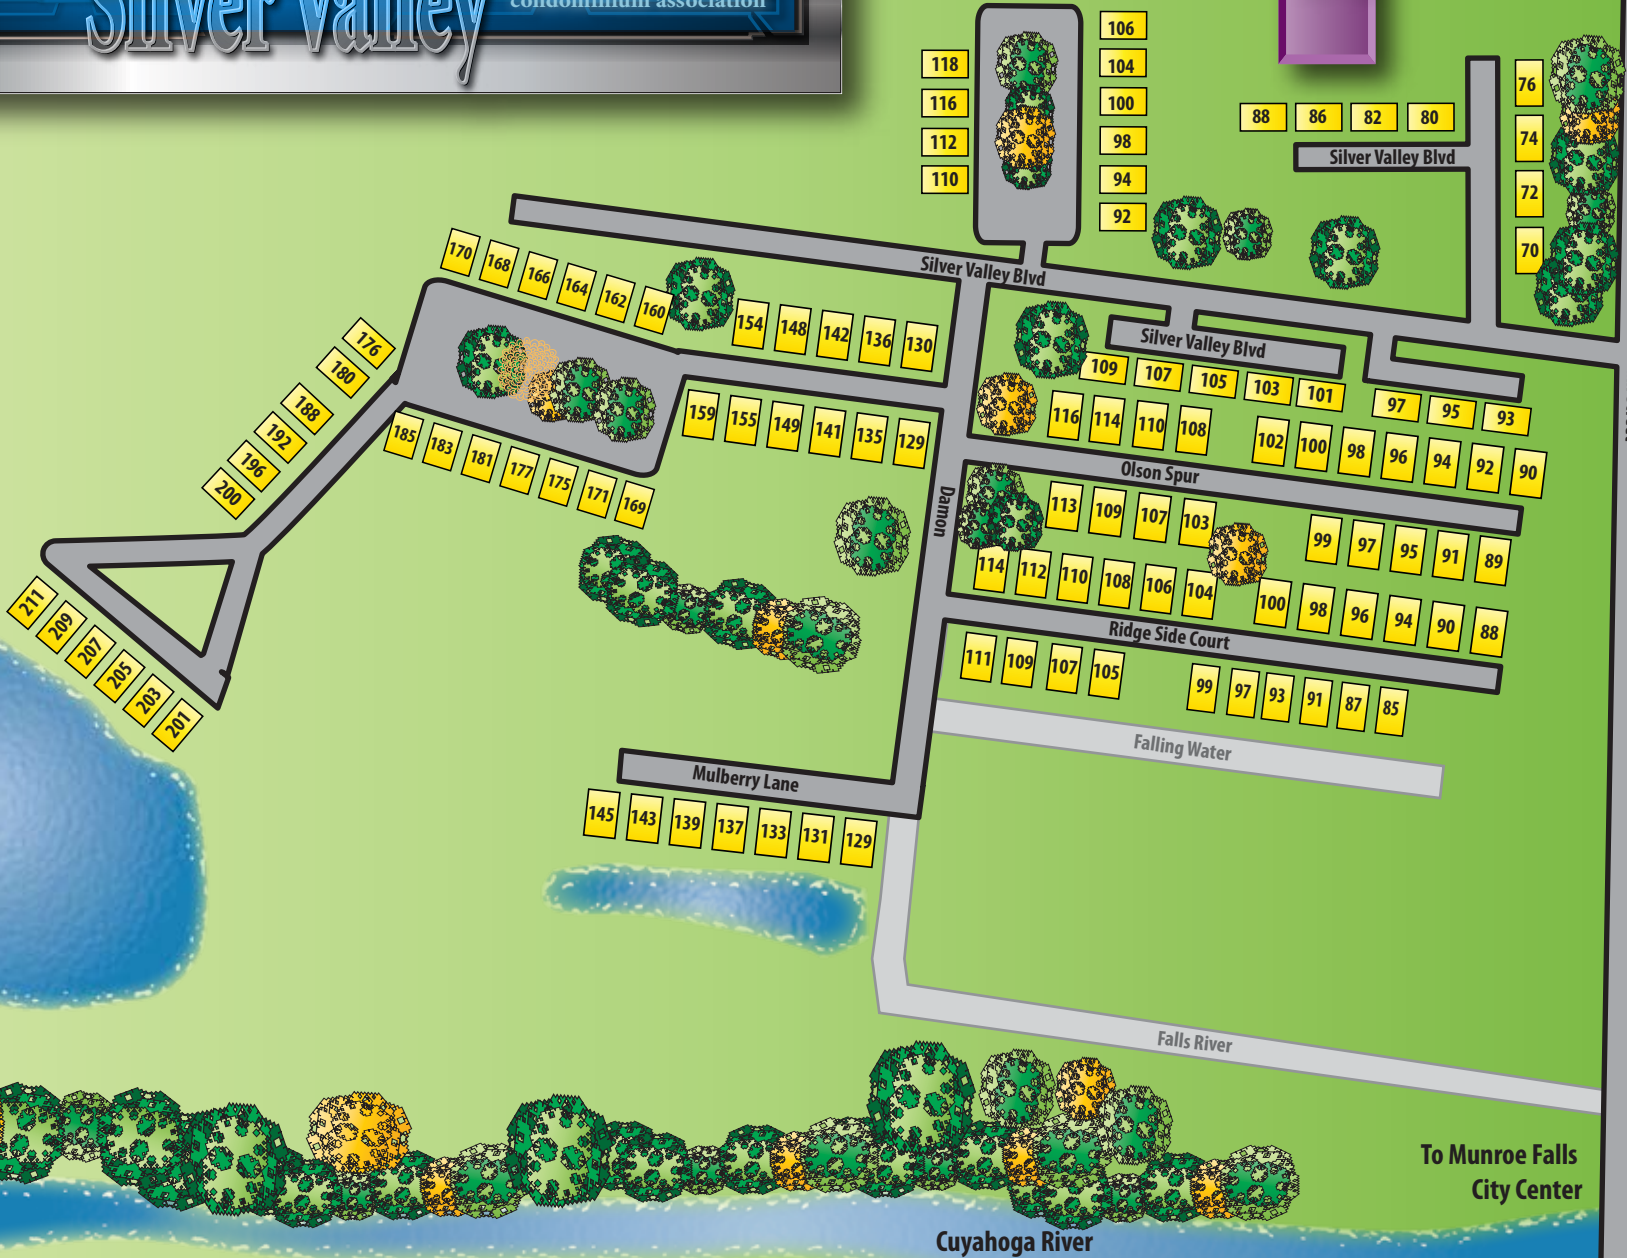 Silver Valley
condominium association
106
118
104
116
100
112
98
110
94
92
88 86 82 80
Silver Valley Blvd
76
74
72
70
Silver Valley Blvd
170 168 166 164 162 160
154 148 142 136 130
176
180
188
192
196
200
185 183 181 177 175 171 169
159 155 149 141 135 129
Silver Valley Blvd
109 107 105 103 101
97 95 93
116 114 110 108
102 100 98 96 94 92 90
Olson Spur
Damon
113 109 107 103
99 97 95 91 89
114 112 110 108 106 104
100 98 96 94 90 88
Ridge Side Court
111 109 107 105
99 97 93 91 87 85
211
209
207
205
203
201
Falling Water
Mulberry Lane
145 143 139 137 133 131 129
Falls River
To Munroe Falls
City Center
Cuyahoga River